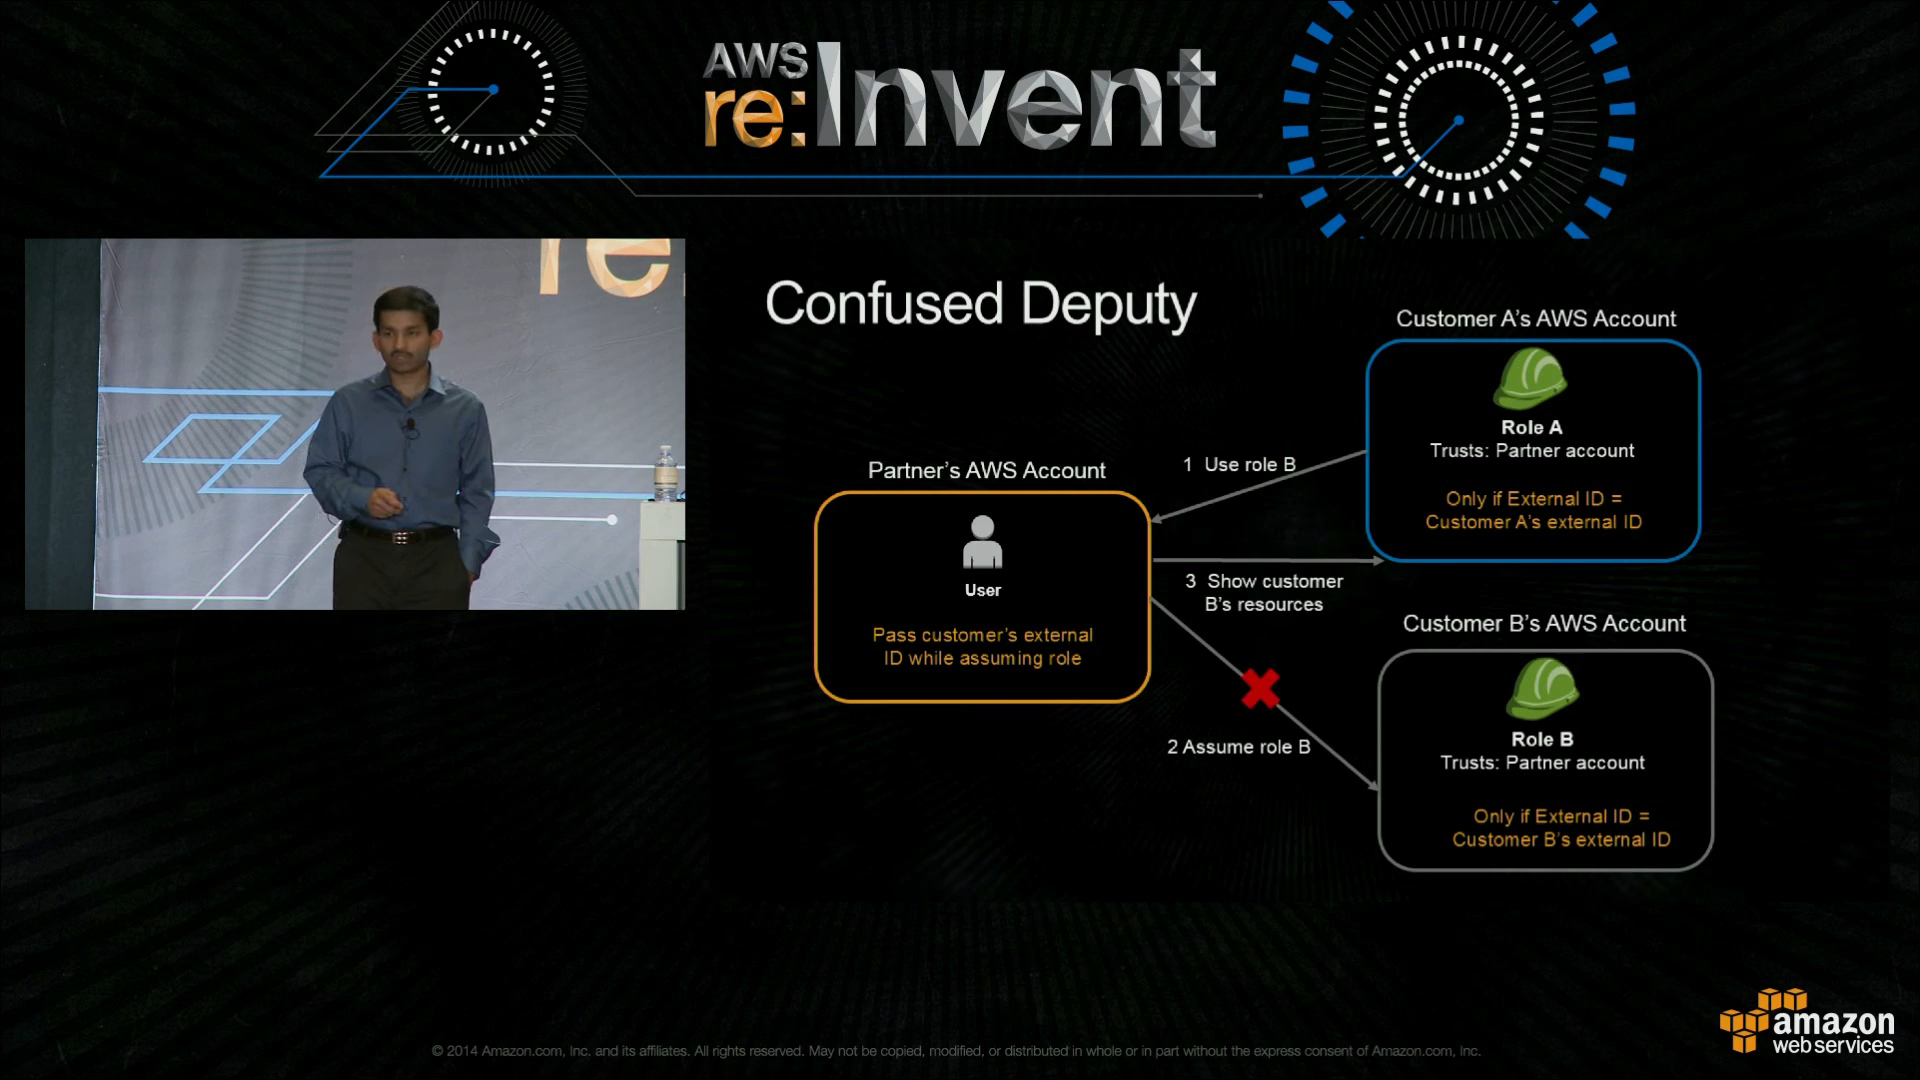 AWS
re:Invent
re
Confused Deputy
Customer A's AWS Account
Role A
Trusts: Partner account
Only if External ID =
Customer A's external ID
1 Use role B
Partner's AWS Account
User
Pass customer's external
ID while assuming role
3 Show customer
B's resources
2 Assume role B
Customer B's AWS Account
Role B
Trusts: Partner account
Only if External ID =
Customer B's external ID
amazon
web services
© 2014 Amazon.com, Inc. and its affiliates. All rights reserved. May not be copied, modified, or distributed in whole or in part without the express consent of Amazon.com, Inc.